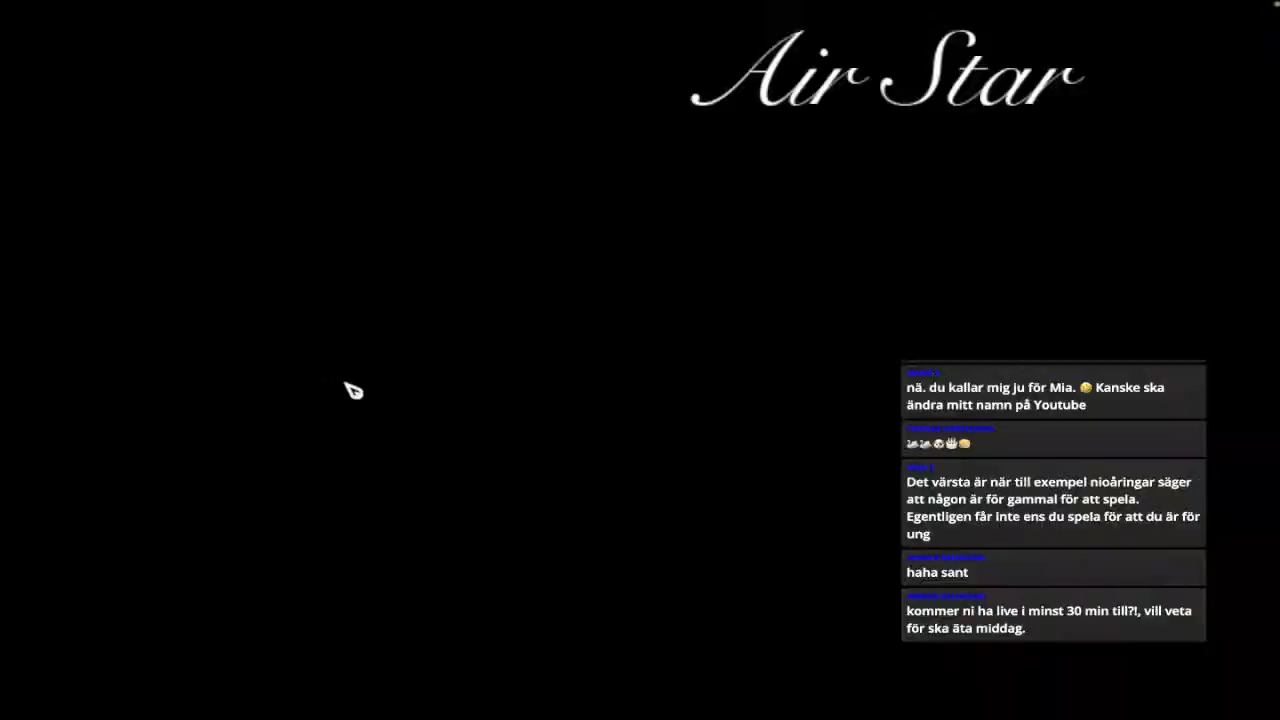 Air Star
nä. du kallar mig ju för Mia. 🤣 Kanske ska
ändra mitt namn på Youtube
Det värsta är när till exempel nioåringar säger
att någon är för gammal för att spela.
Egentligen får inte ens du spela för att du är för
ung
haha sant
kommer ni ha live i minst 30 min till?!, vill veta
för ska äta middag.